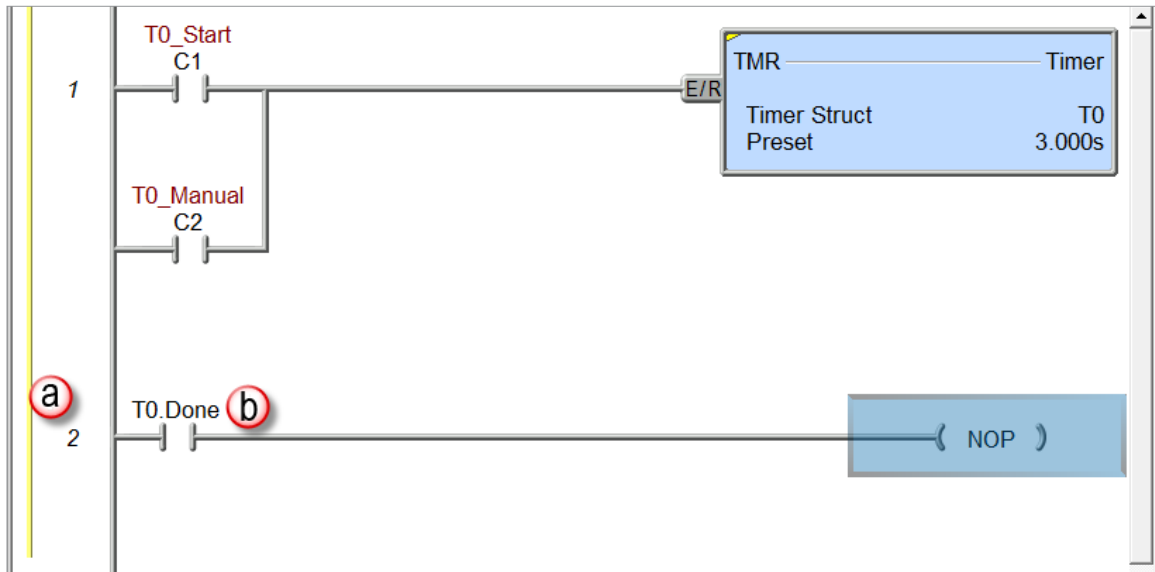 T0_Start
C1
1
E/R
TMR Timer
Timer Struct T0
Preset 3.000s
T0_Manual
C2
a
T0.Done b
2
NOP